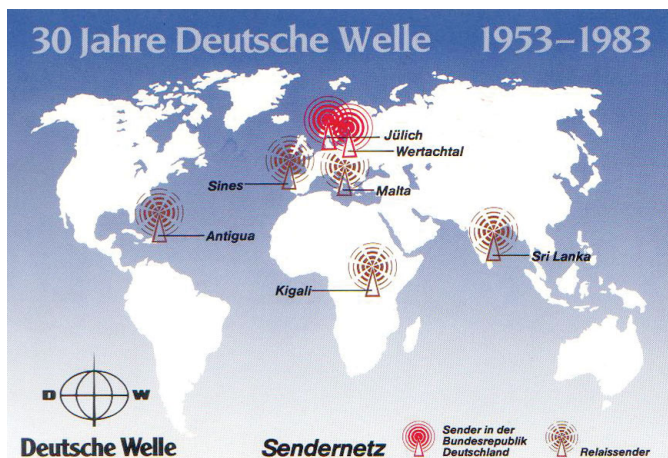 30 Jahre Deutsche Welle 1953–1983
Jülich
Wertachtal
Sines
Malta
Antigua
Sri Lanka
Kigali
D W
Deutsche Welle
Sendernetz
Sender in der
Bundesrepublik
Deutschland
Relaissender